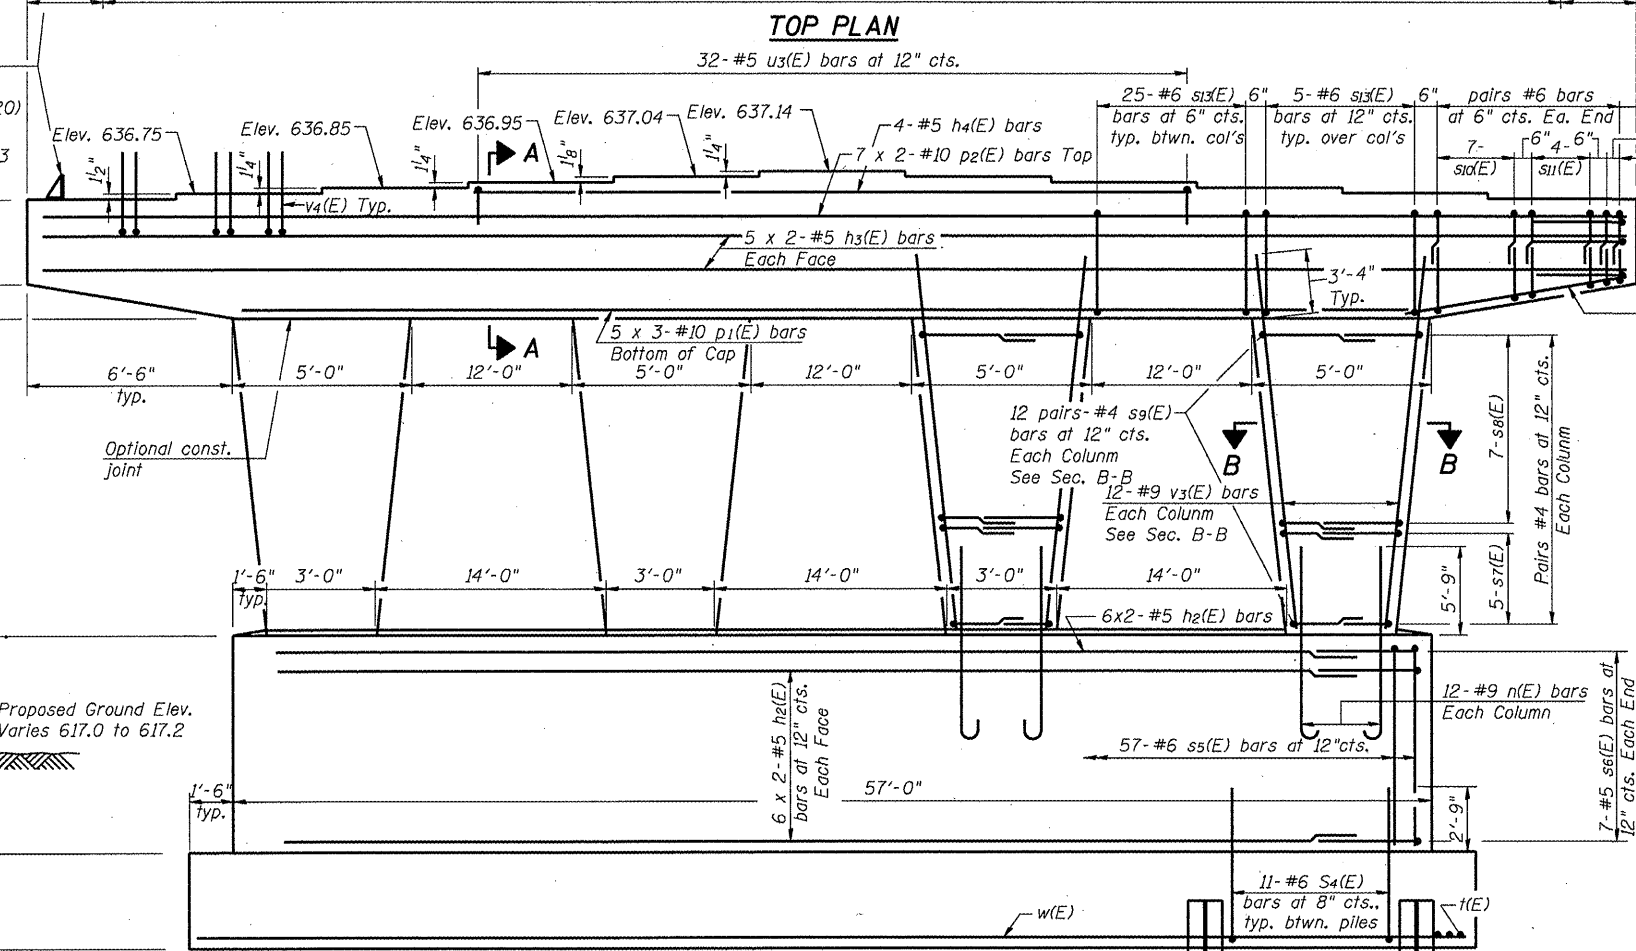 TOP PLAN
32-#5 u3(E) bars at 12" cts.
20)
3
Elev. 636.75
Elev. 636.85
Elev. 636.95
Elev. 637.04
Elev. 637.14
1½"
1¼"
1¼"
1⅛"
1¼"
A
4-#5 h4(E) bars
7 x 2-#10 p2(E) bars Top
25-#6 s13(E)
bars at 6" cts.
typ. btwn. col's
6"
5-#6 s13(E)
bars at 12" cts.
typ. over col's
6"
pairs #6 bars
at 6" cts. Ea. End
7-
s10(E)
6"
4-
s11(E)
6"
v4(E) Typ.
5 x 2-#5 h3(E) bars
Each Face
3'-4"
Typ.
5 x 3-#10 p1(E) bars
Bottom of Cap
A
6'-6"
typ.
5'-0"
12'-0"
5'-0"
12'-0"
5'-0"
12'-0"
5'-0"
Optional const.
joint
12 pairs-#4 s9(E)
bars at 12" cts.
Each Colunm
See Sec. B-B
B
B
12-#9 v3(E) bars
Each Colunm
See Sec. B-B
7-s8(E)
5-s7(E)
Pairs #4 bars at 12" cts.
Each Colunm
5'-9"
1'-6"
typ.
3'-0"
14'-0"
3'-0"
14'-0"
3'-0"
14'-0"
6x2-#5 h2(E) bars
Proposed Ground Elev.
Varies 617.0 to 617.2
6 x 2-#5 h2(E)
bars at 12" cts.
Each Face
12-#9 n(E) bars
Each Column
57-#6 s5(E) bars at 12"cts.
7-#5 s6(E) bars at
12" cts. Each End
1'-6"
typ.
57'-0"
2'-9"
11-#6 S4(E)
bars at 8" cts.,
typ. btwn. piles
w(E)
t(E)